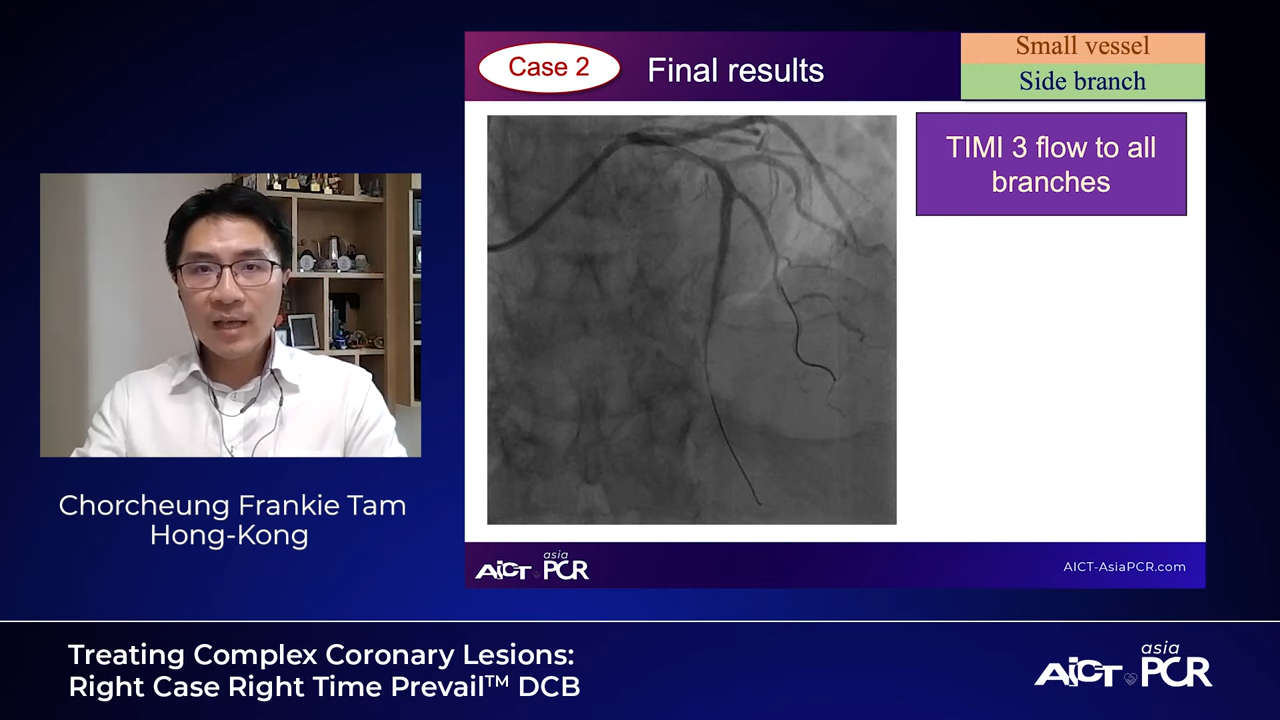 Case 2
Final results
Small vessel
Side branch
TIMI 3 flow to all
branches
Chorcheung Frankie Tam
Hong-Kong
AICT asia PCR
AICT-AsiaPCR.com
Treating Complex Coronary Lesions:
Right Case Right Time Prevail™ DCB
AICT asia PCR